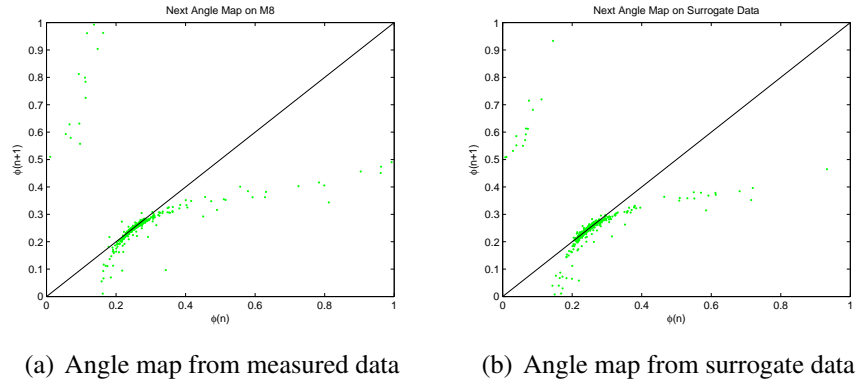 Next Angle Map on M8
1
0.9
0.8
0.7
0.6
0.5
0.4
0.3
0.2
0.1
0
0 0.2 0.4 0.6 0.8 1
ϕ(n+1)
ϕ(n)
(a) Angle map from measured data
Next Angle Map on Surrogate Data
1
0.9
0.8
0.7
0.6
0.5
0.4
0.3
0.2
0.1
0
0 0.2 0.4 0.6 0.8 1
ϕ(n+1)
ϕ(n)
(b) Angle map from surrogate data